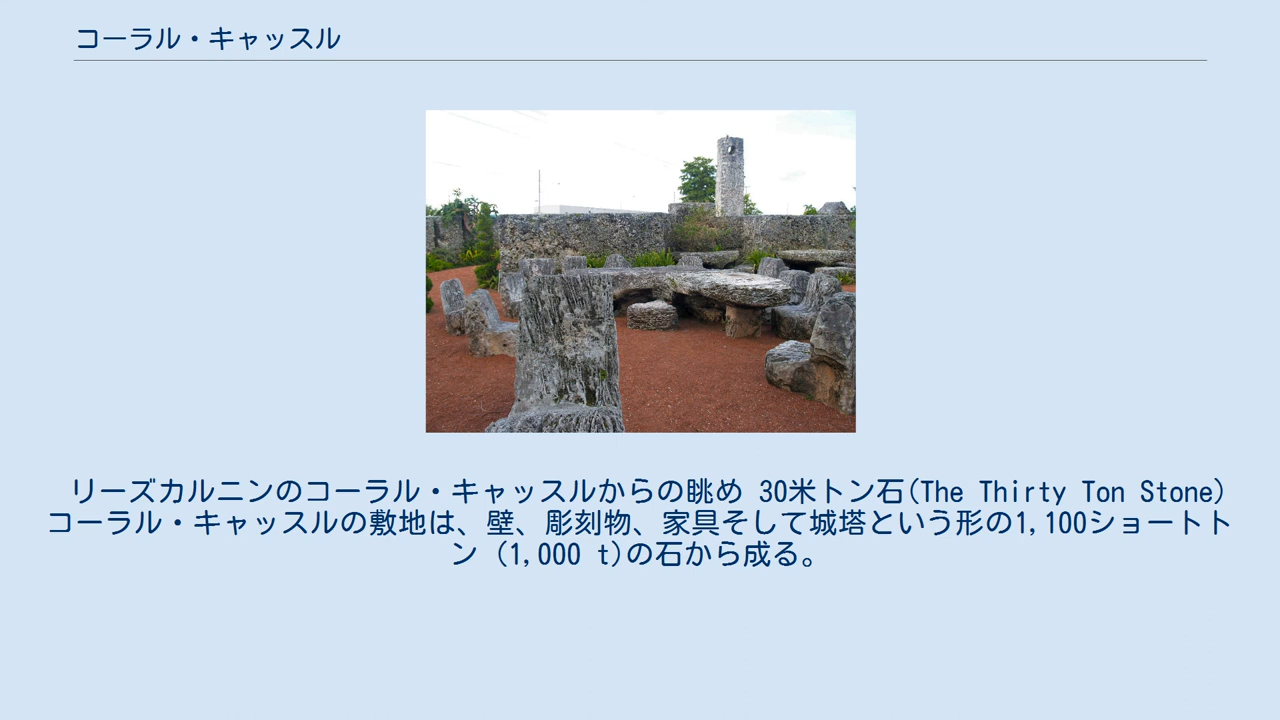 コーラル・キャッスル
リーズカルニンのコーラル・キャッスルからの眺め 30米トン石(The Thirty Ton Stone)
コーラル・キャッスルの敷地は、壁、彫刻物、家具そして城塔という形の1,100ショートト
ン (1,000 t)の石から成る。